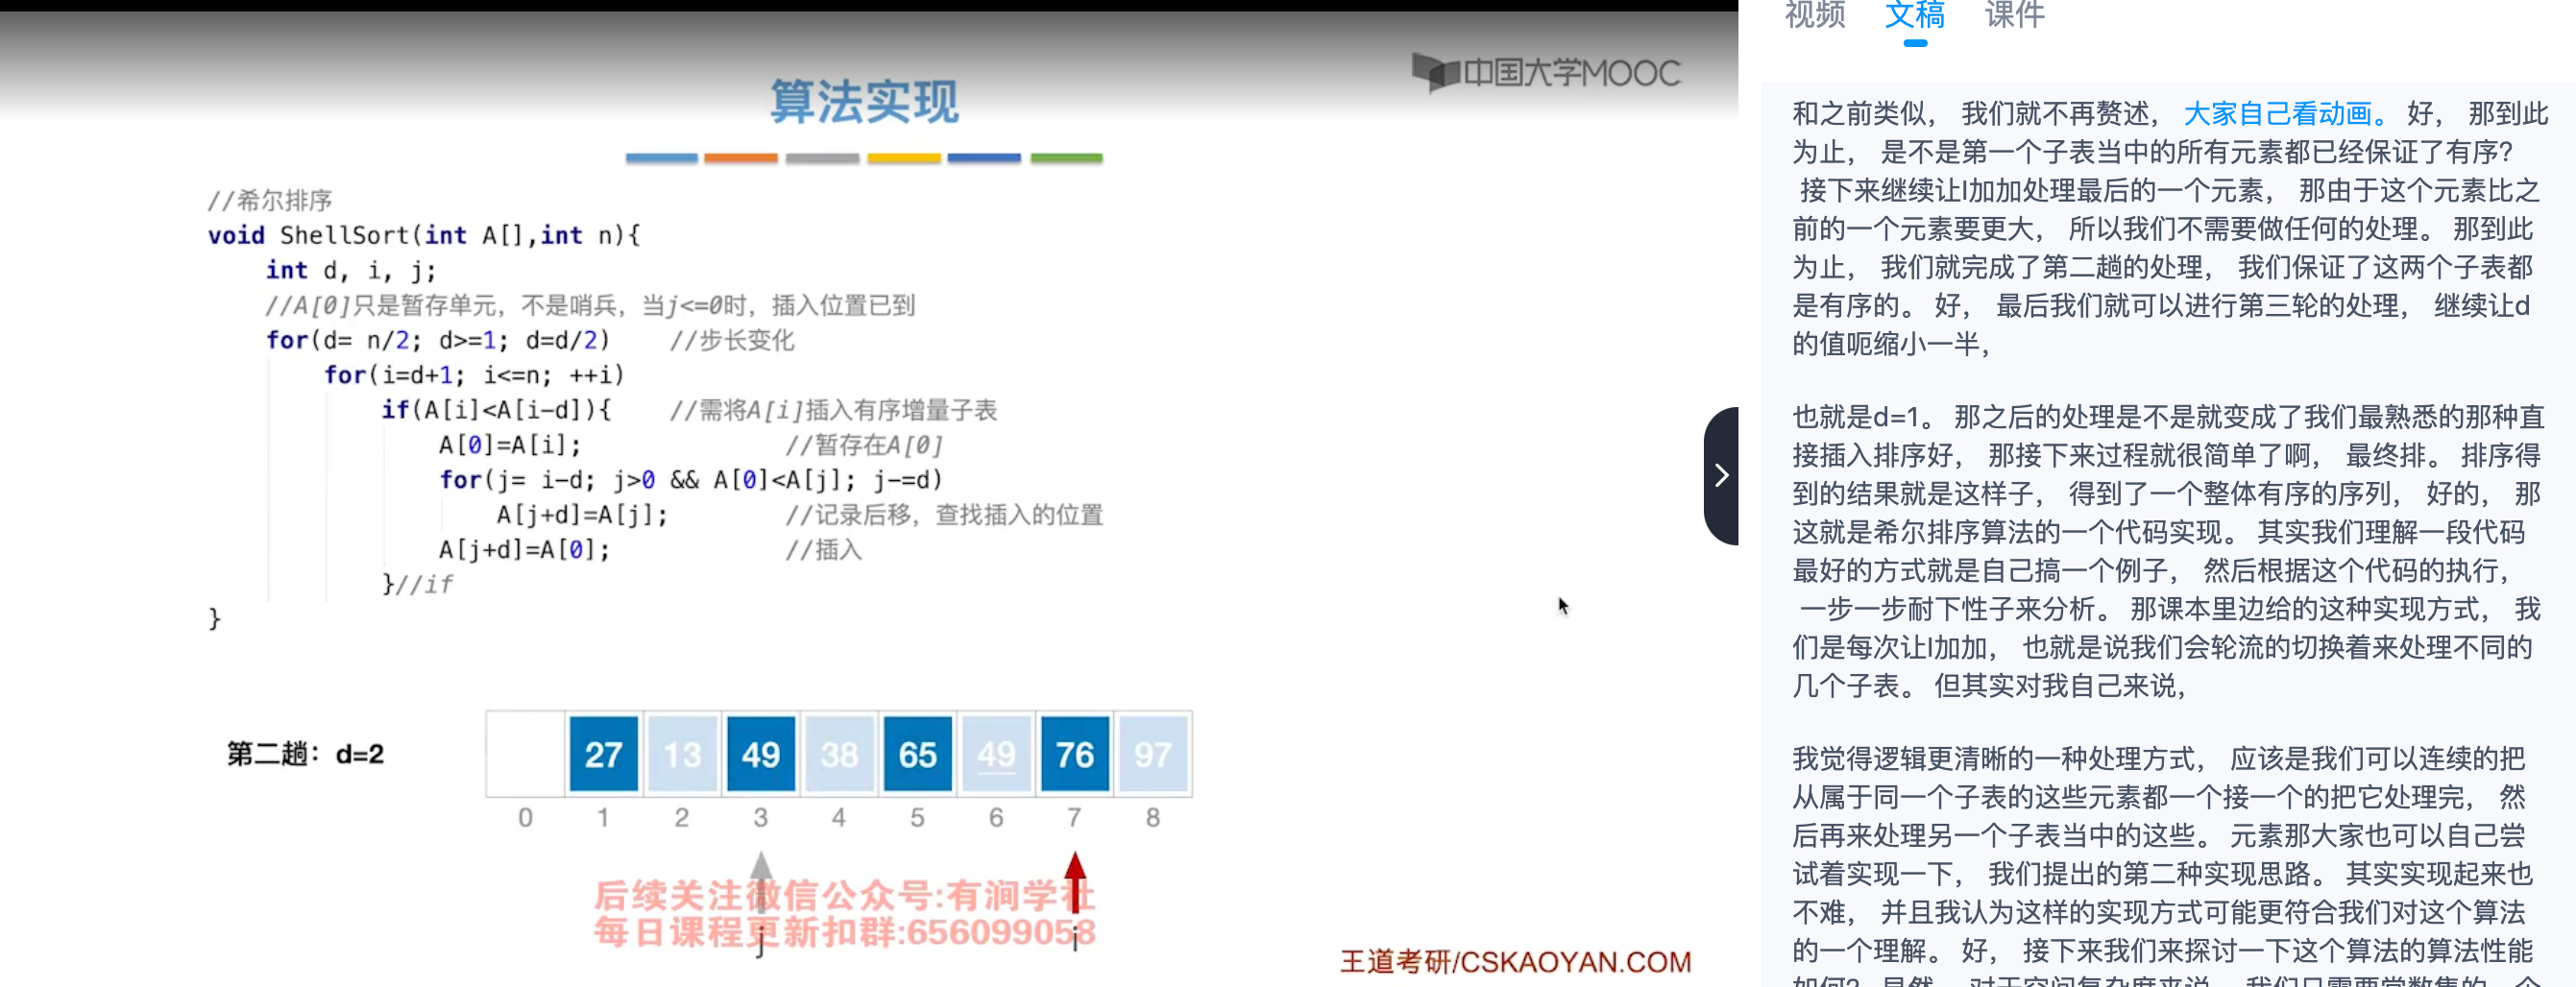 中国大学MOOC
算法实现
//希尔排序
void ShellSort(int A[],int n){
int d, i, j;
//A[0]只是暂存单元，不是哨兵，当j<=0时，插入位置已到
for(d= n/2; d>=1; d=d/2) //步长变化
for(i=d+1; i<=n; ++i)
if(A[i]<A[i-d]){ //需将A[i]插入有序增量子表
A[0]=A[i]; //暂存在A[0]
for(j= i-d; j>0 && A[0]<A[j]; j-=d)
A[j+d]=A[j]; //记录后移，查找插入的位置
A[j+d]=A[0]; //插入
}//if
}
第二趟：d=2
27 13 49 38 65 49 76 97
0 1 2 3 4 5 6 7 8
后续关注微信公众号:有涧学社
每日课程更新扣群:656099058
j i
王道考研/CSKAOYAN.COM
视频 文稿 课件
和之前类似， 我们就不再赘述， 大家自己看动画。 好， 那到此
为止， 是不是第一个子表当中的所有元素都已经保证了有序？
接下来继续让I加加处理最后的一个元素， 那由于这个元素比之
前的一个元素要更大， 所以我们不需要做任何的处理。 那到此
为止， 我们就完成了第二趟的处理， 我们保证了这两个子表都
是有序的。 好， 最后我们就可以进行第三轮的处理， 继续让d
的值呃缩小一半，
也就是d=1。 那之后的处理是不是就变成了我们最熟悉的那种直
接插入排序好， 那接下来过程就很简单了啊， 最终排。 排序得
到的结果就是这样子， 得到了一个整体有序的序列， 好的， 那
这就是希尔排序算法的一个代码实现。 其实我们理解一段代码
最好的方式就是自己搞一个例子， 然后根据这个代码的执行，
一步一步耐下性子来分析。 那课本里边给的这种实现方式， 我
们是每次让I加加， 也就是说我们会轮流的切换着来处理不同的
几个子表。 但其实对我自己来说，
我觉得逻辑更清晰的一种处理方式， 应该是我们可以连续的把
从属于同一个子表的这些元素都一个接一个的把它处理完， 然
后再来处理另一个子表当中的这些。 元素那大家也可以自己尝
试着实现一下， 我们提出的第二种实现思路。 其实实现起来也
不难， 并且我认为这样的实现方式可能更符合我们对这个算法
的一个理解。 好， 接下来我们来探讨一下这个算法的算法性能
如何? 显然， 对于空间复杂度来说， 我们只需要常数集的一个